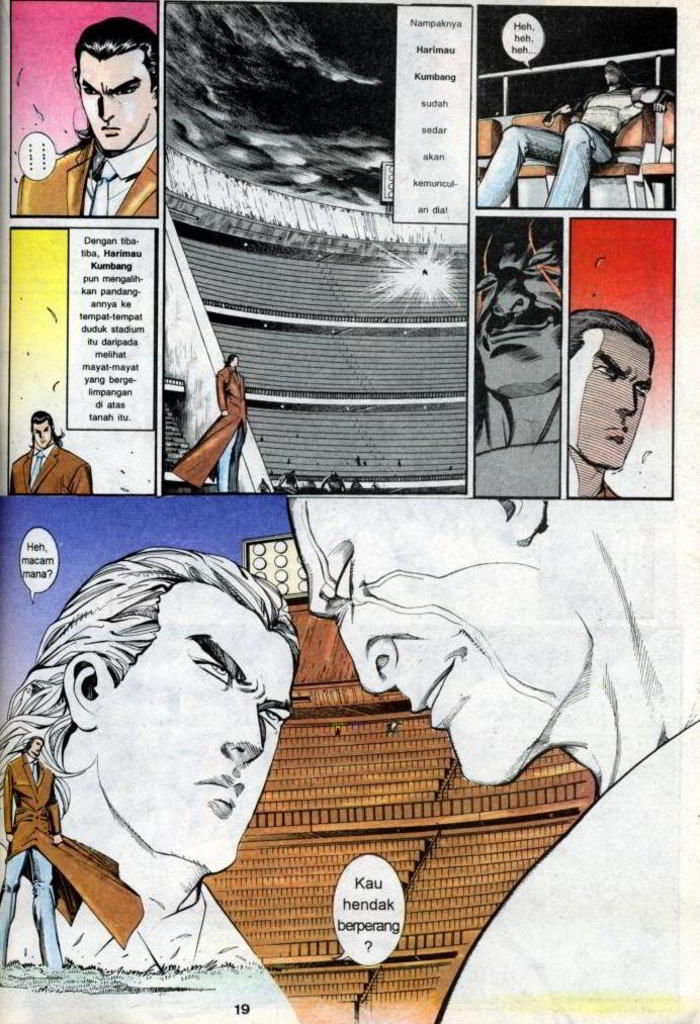 Nampaknya
Harimau
Kumbang
sudah
sedar
akan
kemuncul-
an dia!
Heh,
heh,
heh...
Dengan tiba-
tiba, Harimau
Kumbang
pun mengalih-
kan pandang-
annya ke
tempat-tempat
duduk stadium
itu daripada
melihat
mayat-mayat
yang berge-
limpangan
di atas
tanah itu.
Heh,
macam
mana?
Kau
hendak
berperang
?
19